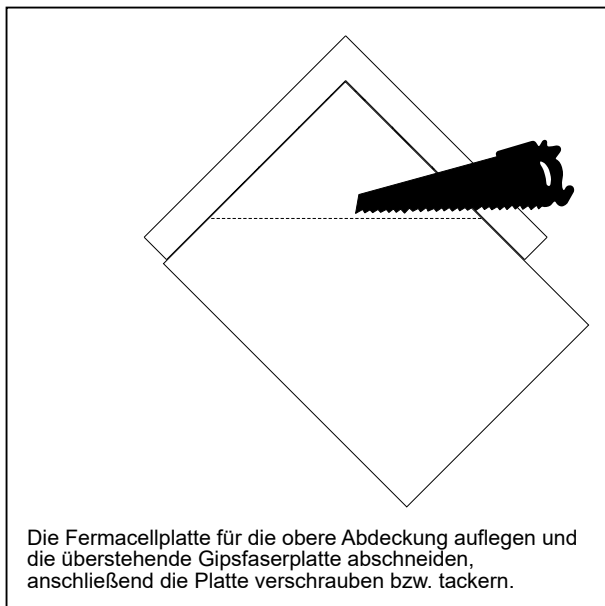 Die Fermacellplatte für die obere Abdeckung auflegen und
die überstehende Gipsfaserplatte abschneiden,
anschließend die Platte verschrauben bzw. tackern.